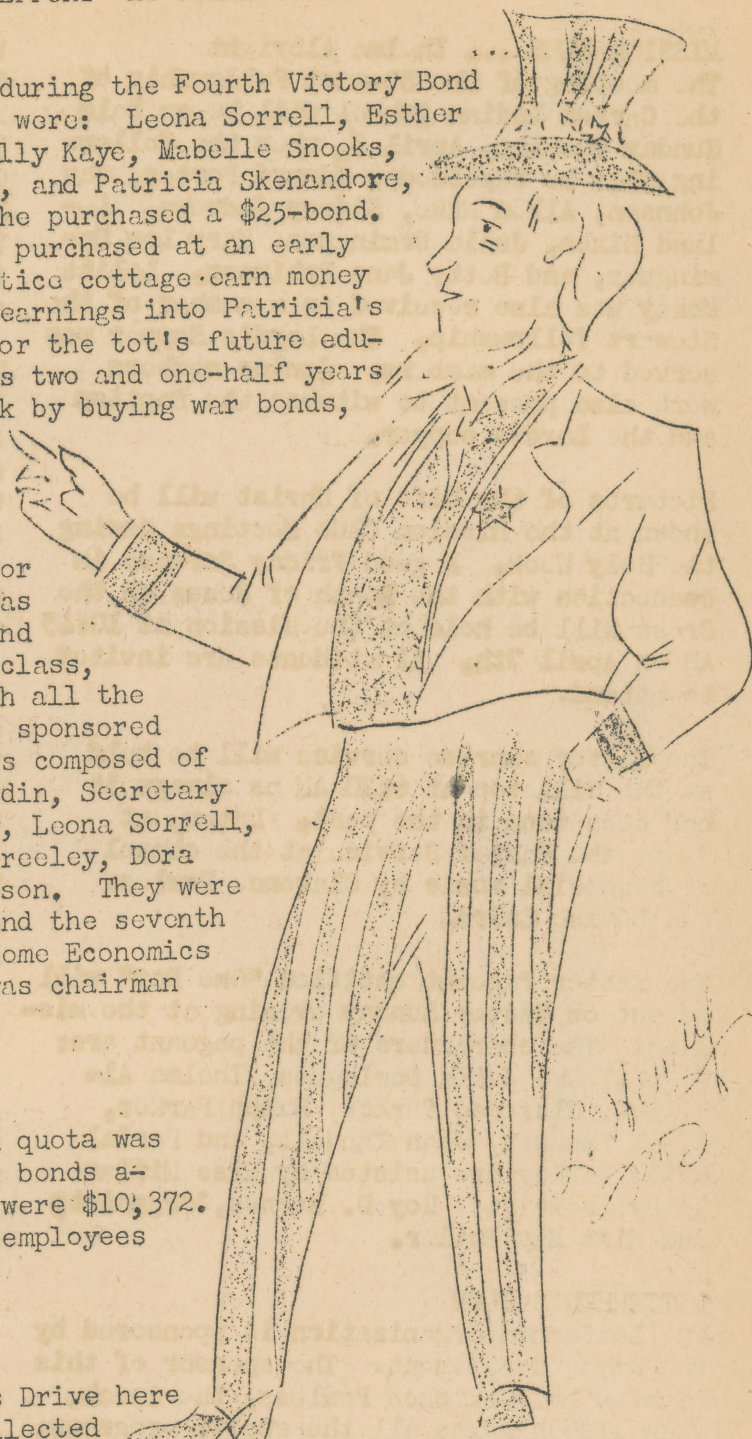 during the Fourth Victory Bond
were: Leona Sorrell, Esther
lly Kaye, Mabelle Snooks,
, and Patricia Skenandore,
he purchased a $25-bond.
purchased at an early
tice cottage earn money
earnings into Patricia's
or the tot's future edu-
s two and one-half years
k by buying war bonds,
or
as
nd
class,
h all the
sponsored
s composed of
din, Secretary
, Leona Sorrell,
reeley, Dora
son. They were
nd the seventh
ome Economics
as chairman
quota was
bonds a-
were $10,372.
employees
Drive here
llected